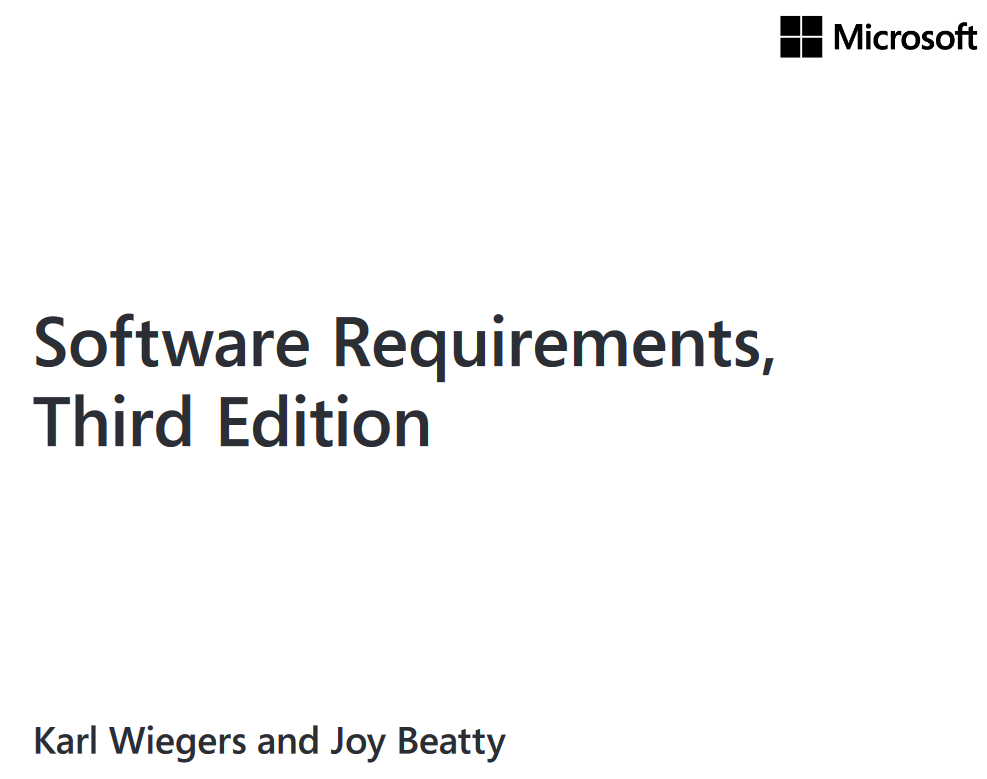 Microsoft
Software Requirements,
Third Edition
Karl Wiegers and Joy Beatty